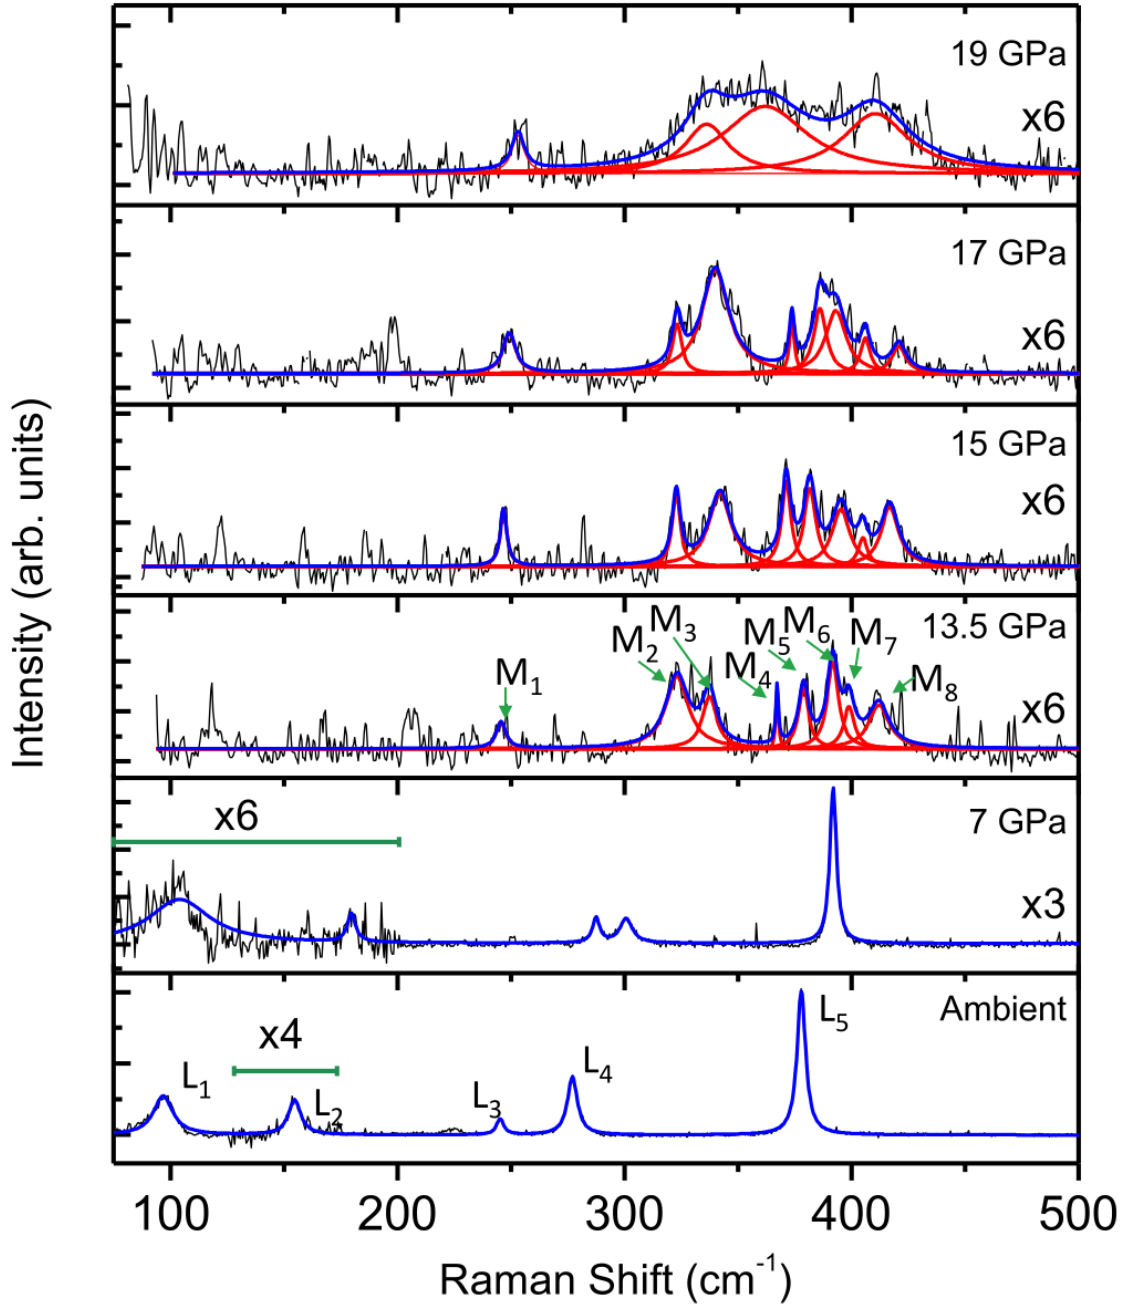 Intensity (arb. units)
19 GPa
x6
17 GPa
x6
15 GPa
x6
13.5 GPa
x6
M1
M2
M3
M4
M5
M6
M7
M8
7 GPa
x6
x3
Ambient
x4
L1
L2
L3
L4
L5
100 200 300 400 500
Raman Shift (cm-1)